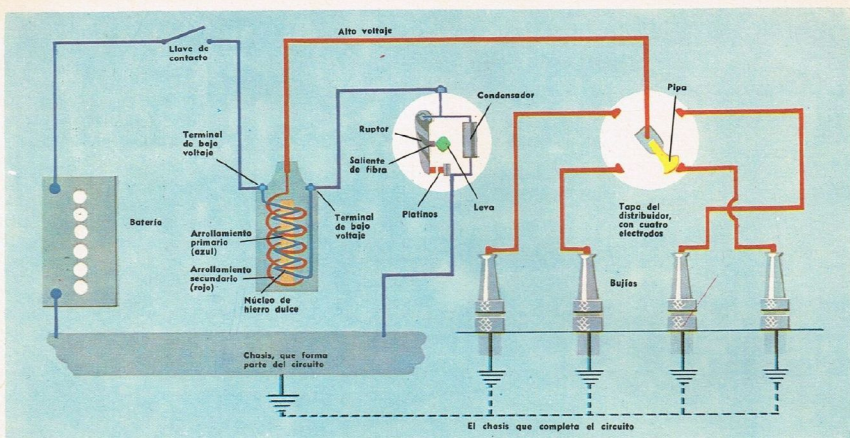 Alto voltaje
Llave de
contacto
Condensador
Pipa
Ruptor
Saliente
de fibra
Platinos
Leva
Terminal
de bajo
voltaje
Batería
Arrollamiento
primario
(azul)
Arrollamiento
secundario
(rojo)
Núcleo de
hierro dulce
Terminal
de bajo
voltaje
Tapa del
distribuidor,
con cuatro
electrodos
Bujías
Chasis, que forma
parte del circuito
El chasis que completa el circuito